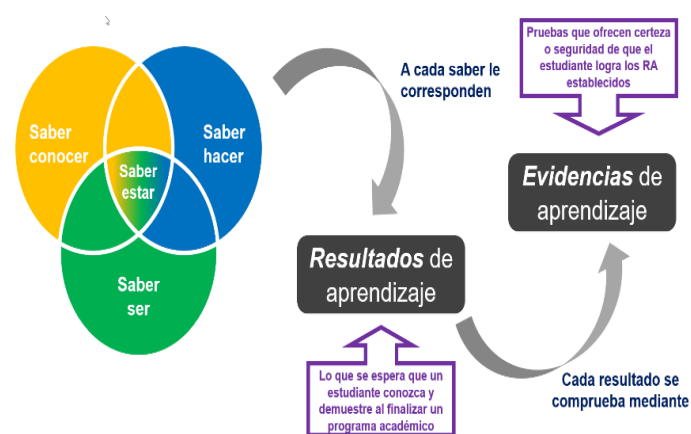 Saber
conocer
Saber
hacer
Saber
estar
Saber
ser
A cada saber le
corresponden
Resultados de
aprendizaje
Lo que se espera que un
estudiante conozca y
demuestre al finalizar un
programa académico
Cada resultado se
comprueba mediante
Evidencias de
aprendizaje
Pruebas que ofrecen certeza
o seguridad de que el
estudiante logra los RA
establecidos